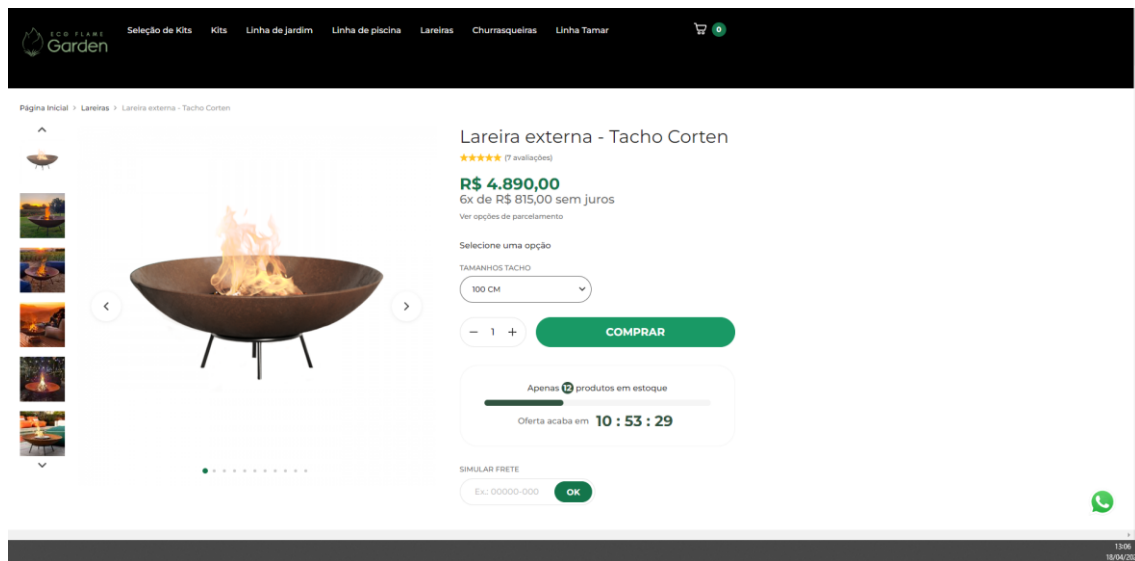 ECO FLAME
Garden
Seleção de Kits Kits Linha de jardim Linha de piscina Lareiras Churrasqueiras Linha Tamar
0
Página Inicial > Lareiras > Lareira externa - Tacho Corten
Lareira externa - Tacho Corten
(7 avaliações)
R$ 4.890,00
6x de R$ 815,00 sem juros
Ver opções de parcelamento
Selecione uma opção
TAMANHOS TACHO
100 CM
− 1 +
COMPRAR
Apenas 12 produtos em estoque
Oferta acaba em 10 : 53 : 29
SIMULAR FRETE
Ex.: 00000-000
OK
13:06
18/04/202